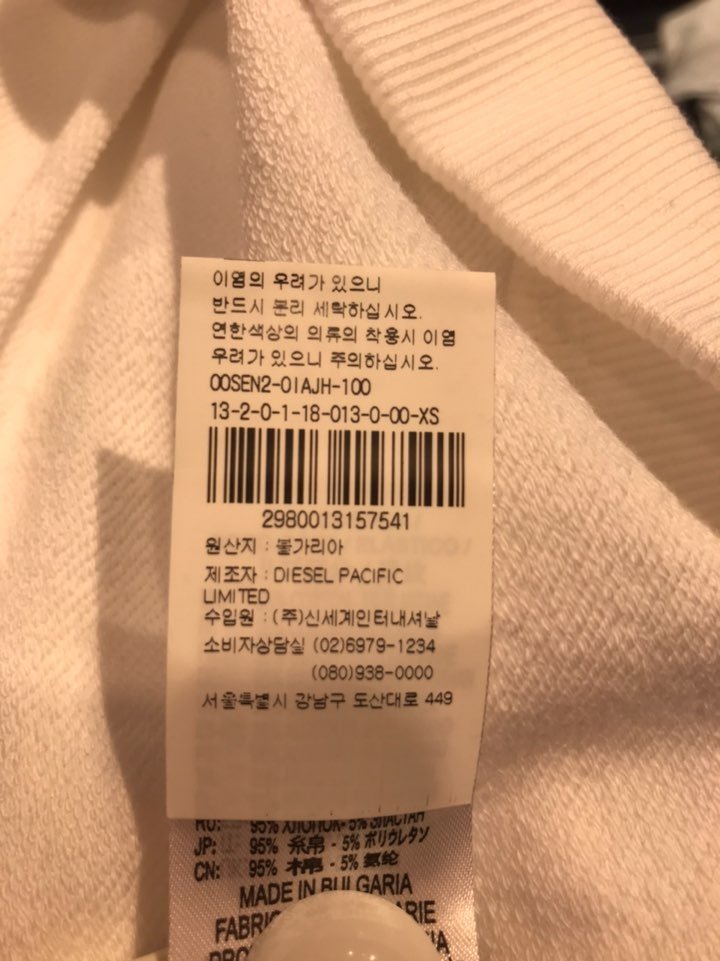 이염의 우려가 있으니
반드시 분리 세탁하십시오.
연한색상의 의류의 착용시 이염
우려가 있으니 주의하십시오.
00SEN2-0IAJH-100
13-2-0-1-18-013-0-00-XS
2980013157541
원산지 : 불가리아
제조자 : DIESEL PACIFIC
LIMITED
수입원 : (주)신세계인터내셔날
소비자상담실 (02)6979-1234
(080)938-0000
서울특별시 강남구 도산대로 449
RU: 95% ХЛОПОК- 5% ЭЛАСТАН
JP: 95% 綿 - 5% ポリウレタン
CN: 95% 棉 - 5% 氨纶
MADE IN BULGARIA